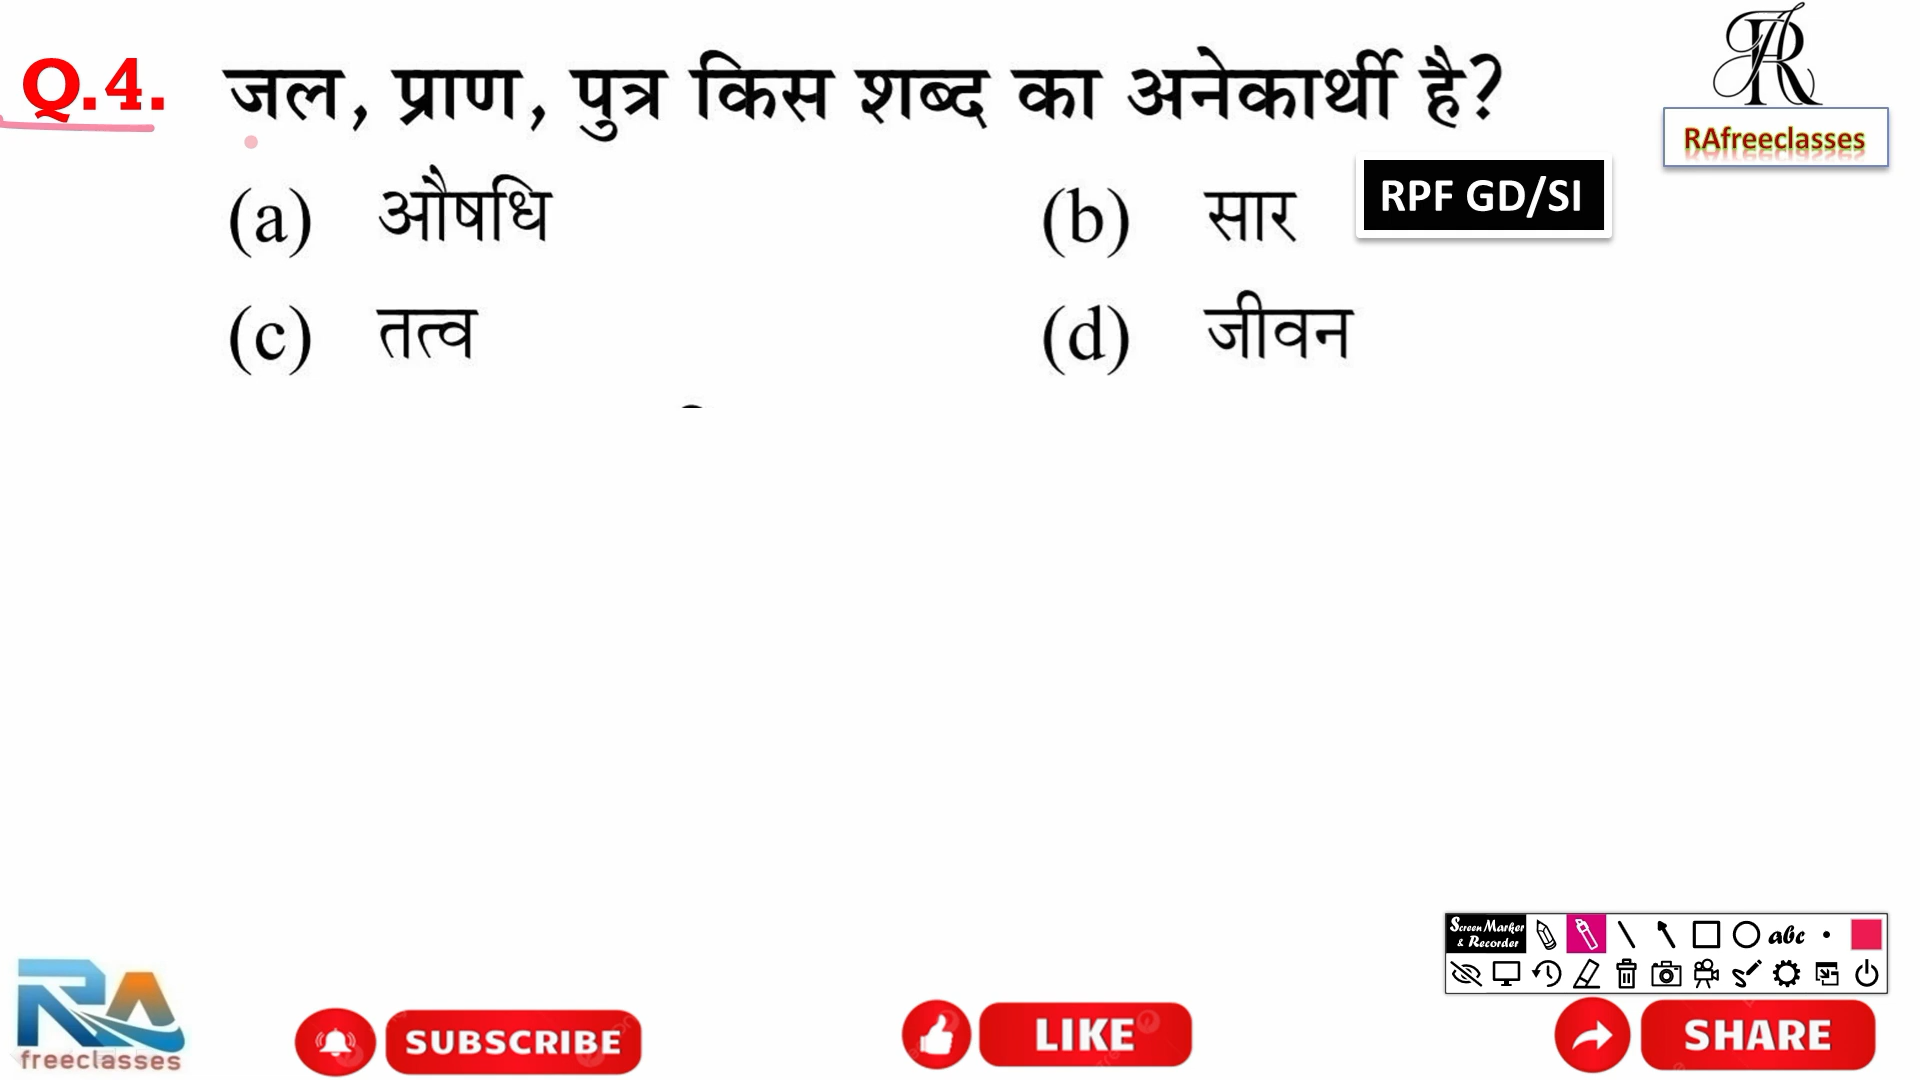 Q.4. जल, प्राण, पुत्र किस शब्द का अनेकार्थी है?
RAfreeclasses
(a) औषधि (b) सार
RPF GD/SI
(c) तत्व (d) जीवन
Screen Marker & Recorder
abc
RA
freeclasses
SUBSCRIBE
LIKE
SHARE